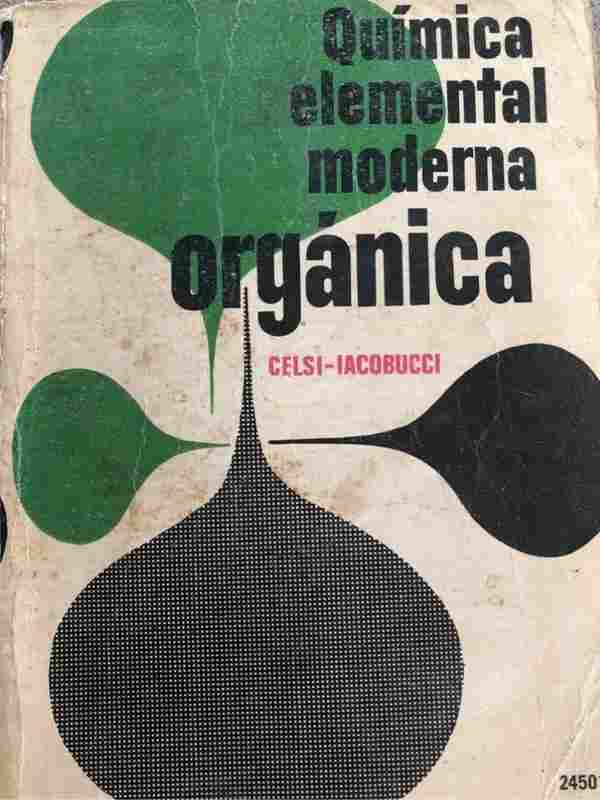 Química
elemental
moderna
orgánica
CELSI-IACOBUCCI
2450